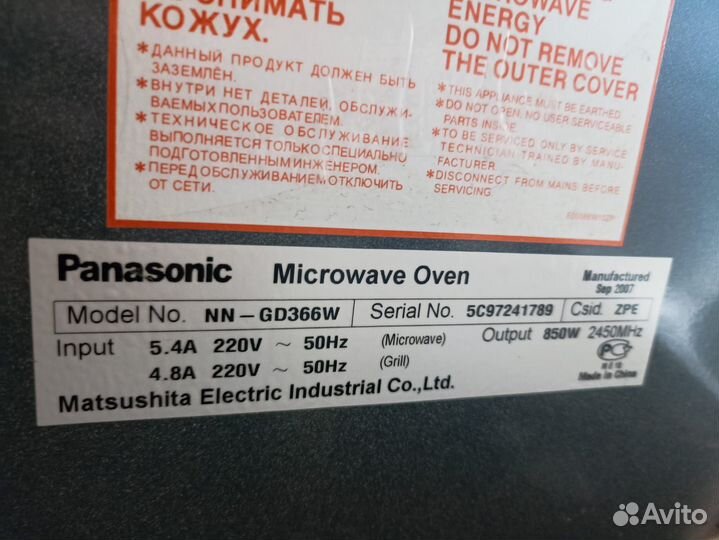 СНИМАТЬ
КОЖУХ.
*ДАННЫЙ ПРОДУКТ ДОЛЖЕН БЫТЬ
ЗАЗЕМЛЁН.
*ВНУТРИ НЕТ ДЕТАЛЕЙ, ОБСЛУЖИ-
ВАЕМЫХ ПОЛЬЗОВАТЕЛЕМ.
*ТЕХНИЧЕСКОЕ ОБСЛУЖИВАНИЕ
ВЫПОЛНЯЕТСЯ ТОЛЬКО СПЕЦИАЛЬНО
ПОДГОТОВЛЕННЫМ ИНЖЕНЕРОМ.
*ПЕРЕД ОБСЛУЖИВАНИЕМ ОТКЛЮЧИТЬ
ОТ СЕТИ.
MICROWAVE
ENERGY
DO NOT REMOVE
THE OUTER COVER
*THIS APPLIANCE MUST BE EARTHED
*DO NOT OPEN, NO USER SERVICEABLE
PARTS INSIDE.
*TO BE SERVICED ONLY BY SERVICE
TECHNICIAN TRAINED BY MANU-
FACTURER.
*DISCONNECT FROM MAINS BEFORE
SERVICING.
Panasonic Microwave Oven
Manufactured
Sep 2007
Model No. NN-GD366W Serial No. 5C97241789 Csid. ZPE
Input 5.4A 220V ~ 50Hz (Microwave) Output 850W 2450MHz
4.8A 220V ~ 50Hz (Grill)
Matsushita Electric Industrial Co.,Ltd.
Made in China
Avito